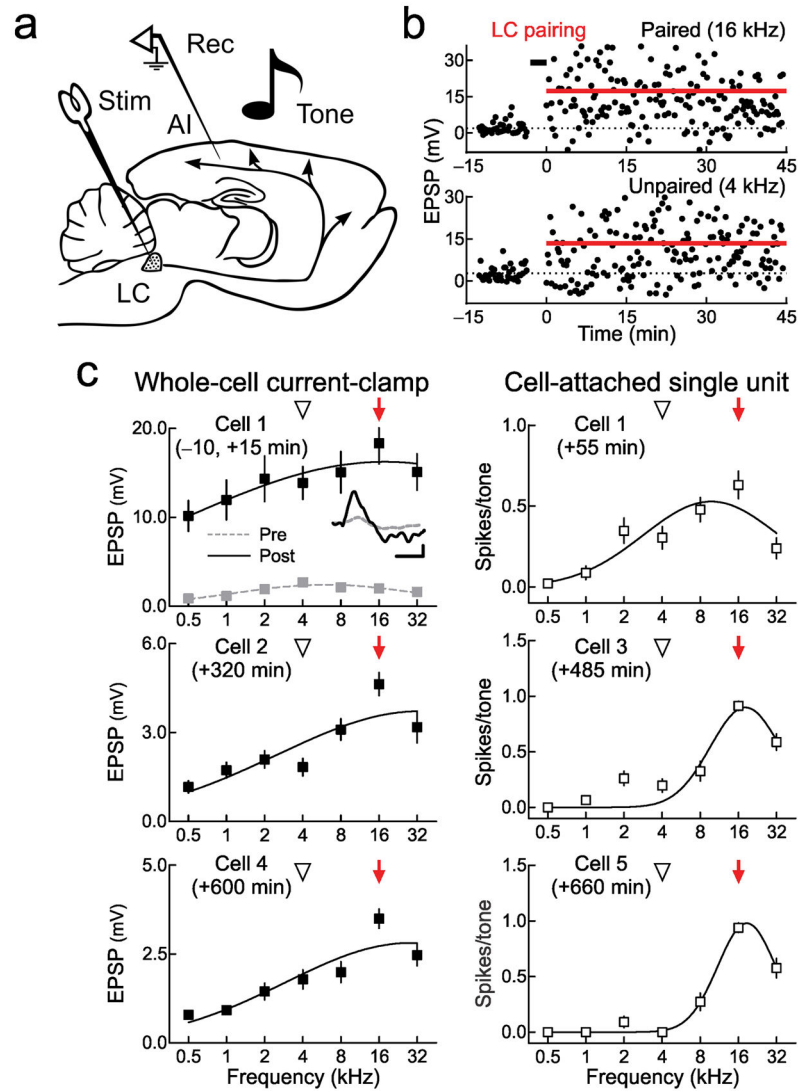 a
Rec
Stim
AI
Tone
LC
b
LC pairing
Paired (16 kHz)
30
15
0
−15 0 15 30 45
Unpaired (4 kHz)
30
15
0
−15 0 15 30 45
EPSP (mV)
Time (min)
c
Whole-cell current-clamp
Cell 1
(−10, +15 min)
EPSP (mV)
20.0
10.0
0.0
Pre
Post
0.5 1 2 4 8 16 32
Cell 2
(+320 min)
EPSP (mV)
6.0
3.0
0.0
0.5 1 2 4 8 16 32
Cell 4
(+600 min)
EPSP (mV)
5.0
2.5
0.0
0.5 1 2 4 8 16 32
Frequency (kHz)
Cell-attached single unit
Cell 1
(+55 min)
Spikes/tone
1.0
0.5
0.0
0.5 1 2 4 8 16 32
Cell 3
(+485 min)
Spikes/tone
1.5
1.0
0.5
0.0
0.5 1 2 4 8 16 32
Cell 5
(+660 min)
Spikes/tone
1.5
1.0
0.5
0.0
0.5 1 2 4 8 16 32
Frequency (kHz)